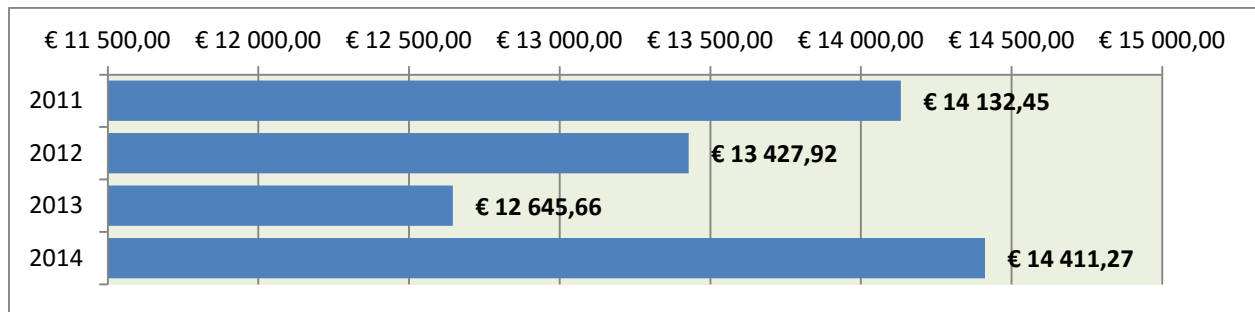 € 11 500,00 € 12 000,00 € 12 500,00 € 13 000,00 € 13 500,00 € 14 000,00 € 14 500,00 € 15 000,00
2011 € 14 132,45
2012 € 13 427,92
2013 € 12 645,66
2014 € 14 411,27